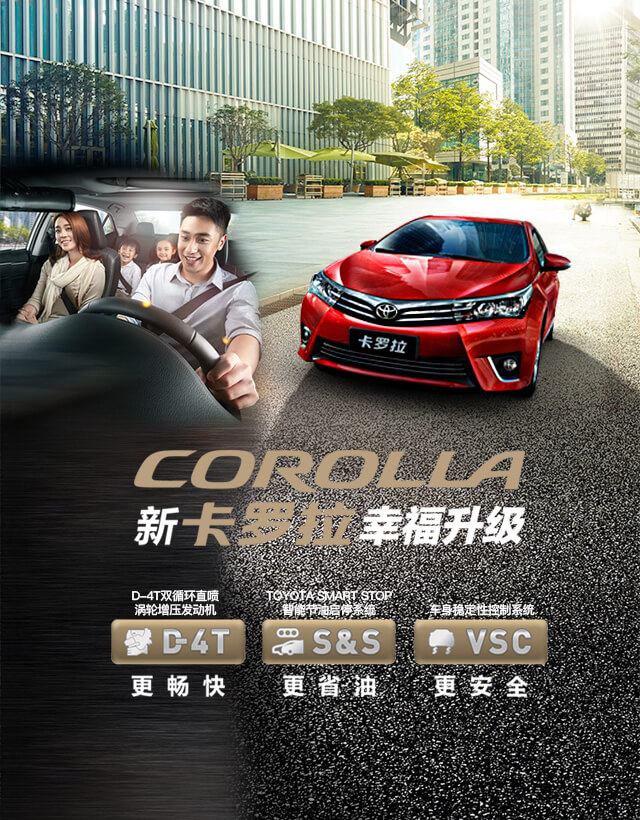 卡罗拉
COROLLA
新卡罗拉幸福升级
D-4T双循环直喷
涡轮增压发动机
D-4T
更畅快
TOYOTA SMART STOP
智能节油启停系统
S&S
更省油
车身稳定性控制系统
VSC
更安全